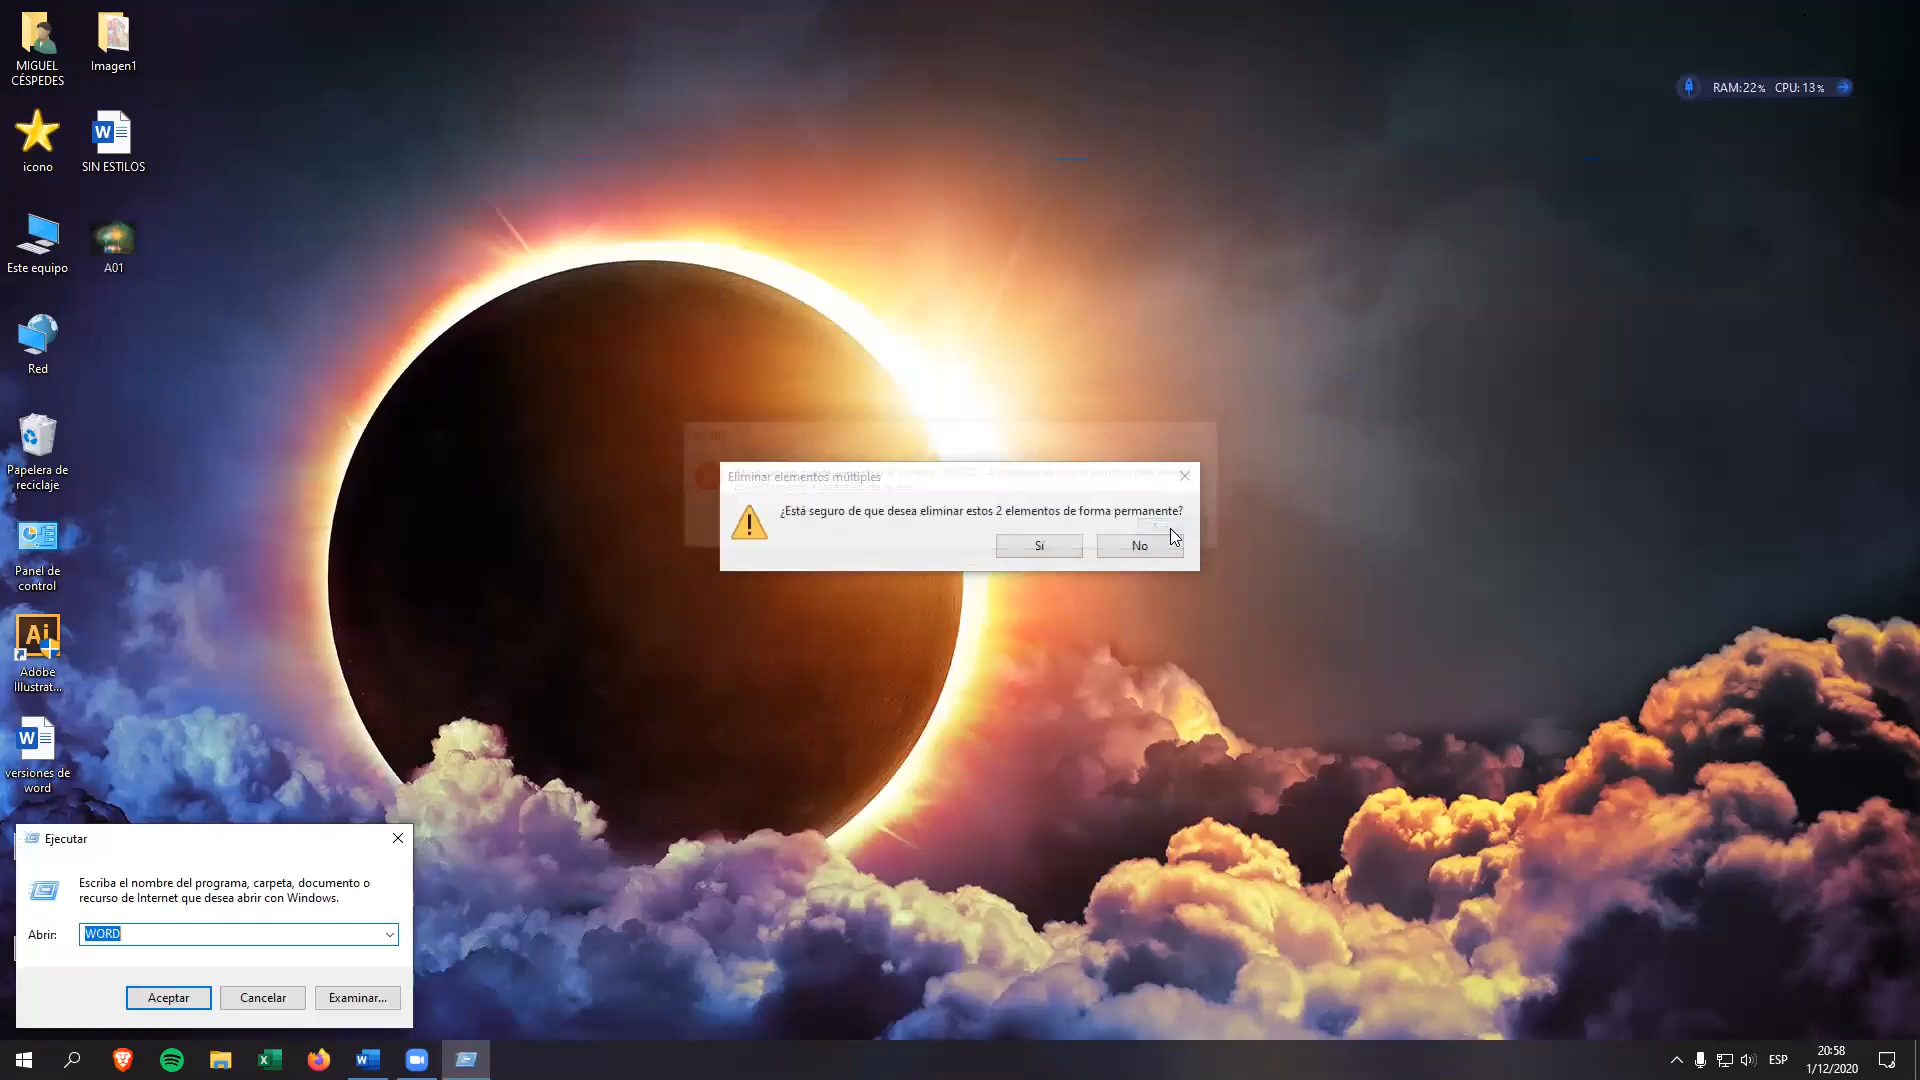 MIGUEL
CÉSPEDES
Imagen1
icono
SIN ESTILOS
Este equipo
A01
Red
Papelera de
reciclaje
Panel de
control
Adobe
Illustrat...
versiones de
word
RAM:22% CPU:13%
Eliminar elementos múltiples
¿Está seguro de que desea eliminar estos 2 elementos de forma permanente?
Sí
No
Ejecutar
Escriba el nombre del programa, carpeta, documento o
recurso de Internet que desea abrir con Windows.
Abrir:
WORD
Aceptar
Cancelar
Examinar...
ESP
20:58
1/12/2020